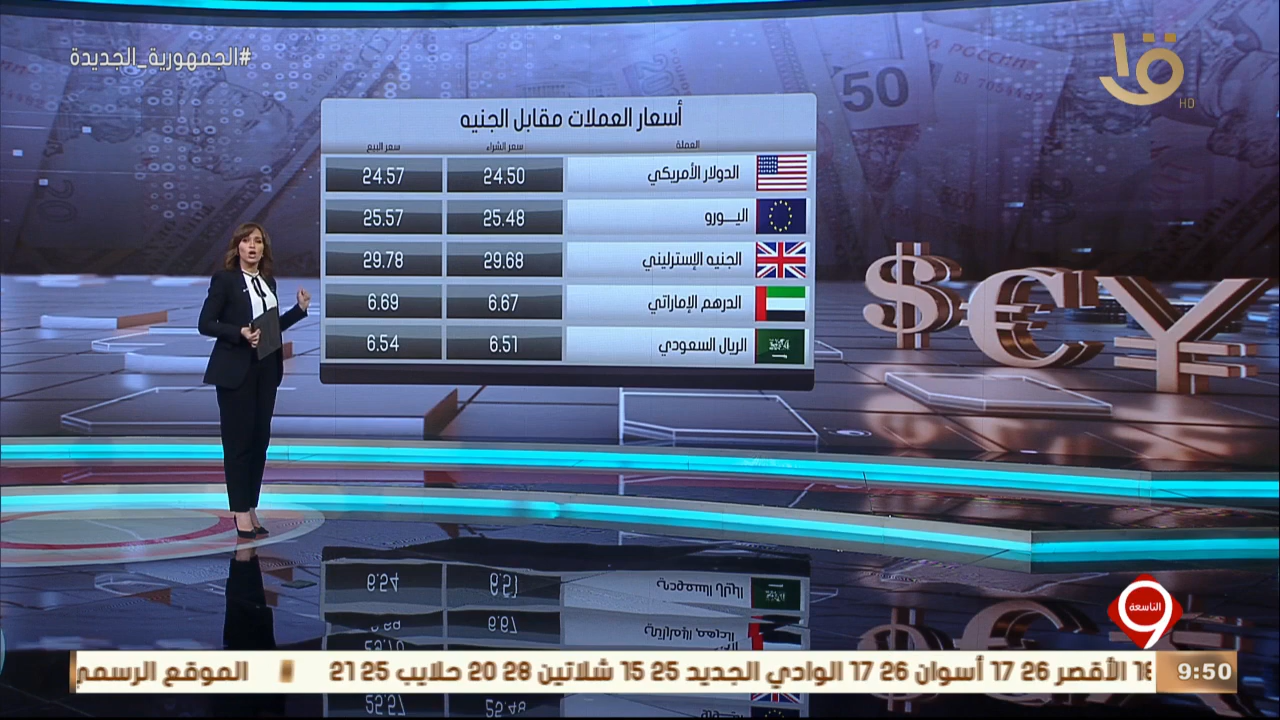 #الجمهورية_الجديدة
HD
أسعار العملات مقابل الجنيه
العملة سعر الشراء سعر البيع
الدولار الأمريكي 24.50 24.57
اليـــورو 25.48 25.57
الجنيه الإسترليني 29.68 29.78
الدرهم الإماراتي 6.67 6.69
الريال السعودي 6.51 6.54
50
$ € ¥
التاسعة
9
9:50
الأقصر 26 17 أسوان 26 17 الوادي الجديد 25 15 شلاتين 28 20 حلايب 25 21 الموقع الرسمي